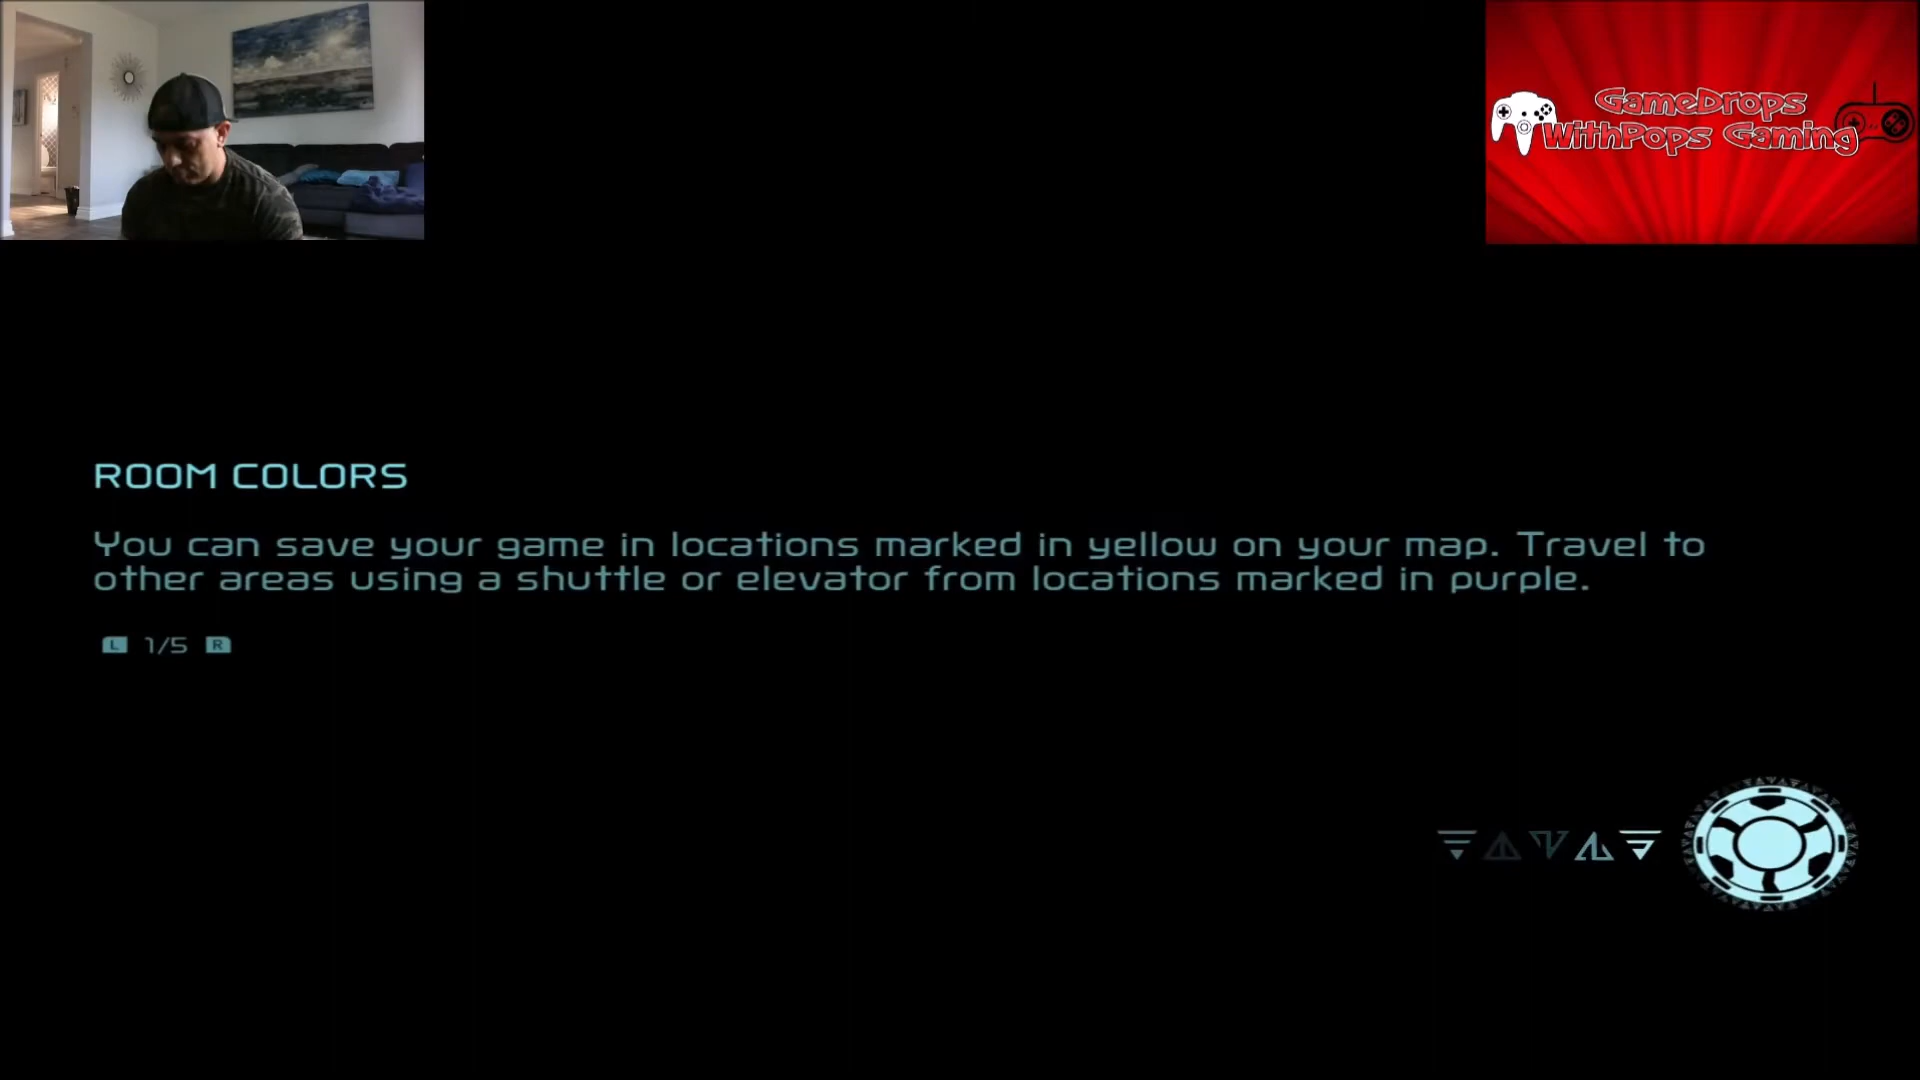 GameDrops
WithPops Gaming
ROOM COLORS
You can save your game in locations marked in yellow on your map. Travel to
other areas using a shuttle or elevator from locations marked in purple.
L 1/5 R